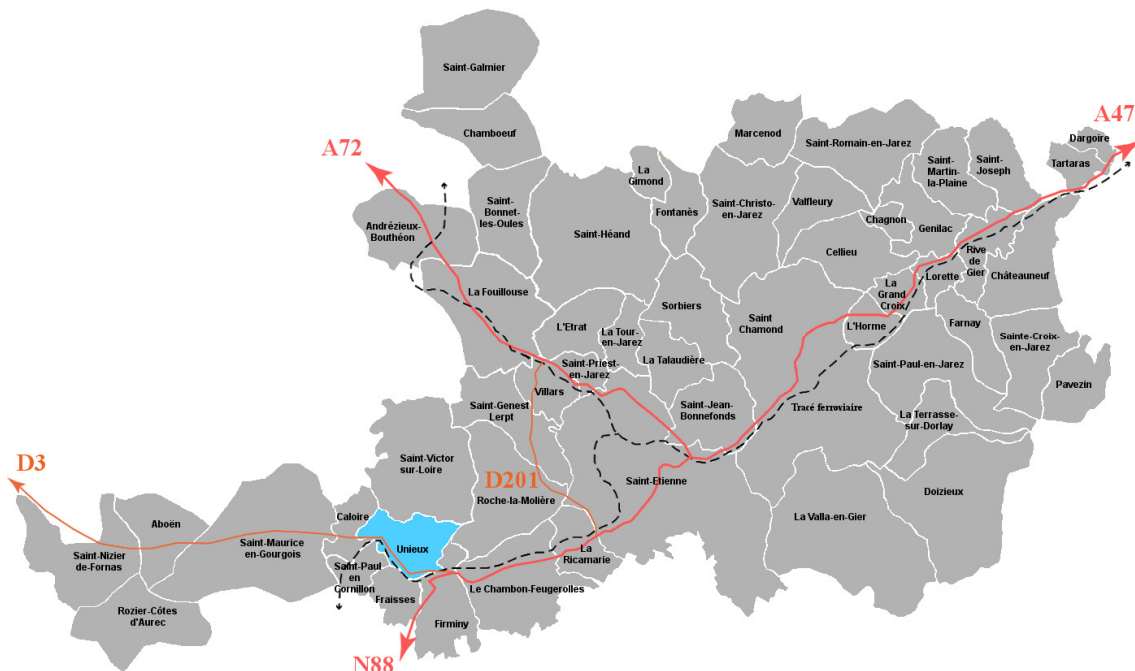 Saint-Galmier
Chamboeuf
Marcenod
A47
Dargoire
A72
Saint-Romain-en-Jarez
Saint-
Martin-
la-Plaine
Saint-
Joseph
Tartaras
La
Gimond
Saint-
Bonnet-
les-Oules
Saint-Christo
en-Jarez
Valfleury
Fontanès
Chagnon
Andrézieux-
Bouthéon
Saint-Héand
Genilac
Cellieu
Rive
de
Gier
Lorette
Châteauneuf
La Fouillouse
La
Grand
Croix
Sorbiers
Saint
Chamond
L'Etrat
La Tour-
en-Jarez
L'Horme
Farnay
Sainte-Croix-
en-Jarez
La Talaudière
Saint-Priest-
en-Jarez
Saint-Paul-en-Jarez
Pavezin
Villars
Saint-Genest
Lerpt
Saint-Jean-
Bonnefonds
Tracé ferroviaire
La Terrasse-
sur-Dorlay
Saint-Victor
sur-Loire
D3
D201
Saint-Etienne
Roche-la-Molière
Doizieux
Caloire
La Valla-en-Gier
Aboën
Saint-Maurice
en-Gourgois
Unieux
Saint-Nizier
de-Fornas
La
Ricamarie
Saint-Paul
en
Cornillon
Le Chambon-Feugerolles
Fraisses
Rozier-Côtes
d'Aurec
Firminy
N88